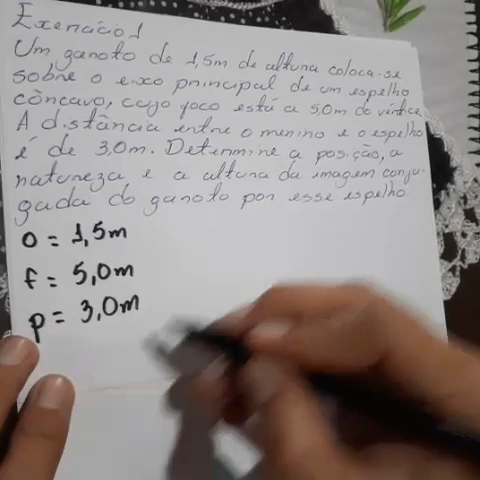 Exercício 1
Um garoto de 1,5m de altura coloca-se
sobre o eixo principal de um espelho
côncavo, cujo foco está a 5,0m do vértice.
A distância entre o menino e o espelho
é de 3,0m. Determine a posição, a
natureza e a altura da imagem conju-
gada do garoto por esse espelho.
o = 1,5m
f = 5,0m
p = 3,0m